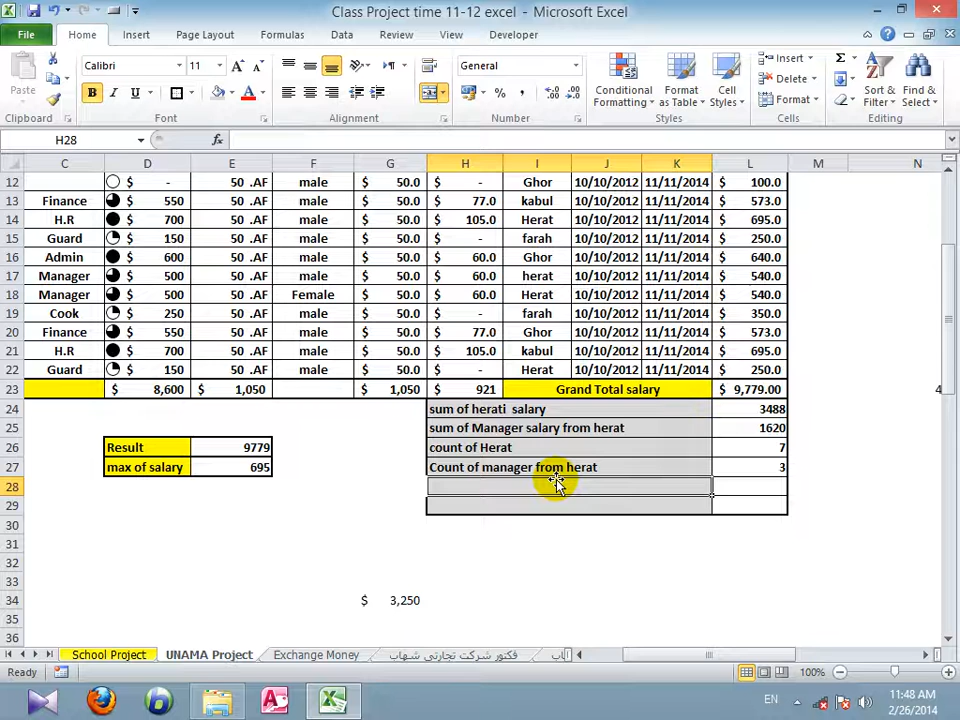 Class Project time 11-12 excel - Microsoft Excel
File Home Insert Page Layout Formulas Data Review View Developer
Paste Calibri 11 General Conditional Formatting Format as Table Cell Styles Insert Delete Format Sort & Filter Find & Select
B I U A $ % , Σ
Clipboard Font Alignment Number Styles Cells Editing
H28 fx
C D E F G H I J K L M N
12 $ - 50 .AF male $ 50.0 $ - Ghor 10/10/2012 11/11/2014 $ 100.0
13 Finance $ 550 50 .AF male $ 50.0 $ 77.0 kabul 10/10/2012 11/11/2014 $ 573.0
14 H.R $ 700 50 .AF male $ 50.0 $ 105.0 Herat 10/10/2012 11/11/2014 $ 695.0
15 Guard $ 150 50 .AF male $ 50.0 $ - farah 10/10/2012 11/11/2014 $ 250.0
16 Admin $ 600 50 .AF male $ 50.0 $ 60.0 Ghor 10/10/2012 11/11/2014 $ 640.0
17 Manager $ 500 50 .AF male $ 50.0 $ 60.0 herat 10/10/2012 11/11/2014 $ 540.0
18 Manager $ 500 50 .AF Female $ 50.0 $ 60.0 Herat 10/10/2012 11/11/2014 $ 540.0
19 Cook $ 250 50 .AF male $ 50.0 $ - farah 10/10/2012 11/11/2014 $ 350.0
20 Finance $ 550 50 .AF male $ 50.0 $ 77.0 Ghor 10/10/2012 11/11/2014 $ 573.0
21 H.R $ 700 50 .AF male $ 50.0 $ 105.0 kabul 10/10/2012 11/11/2014 $ 695.0
22 Guard $ 150 50 .AF male $ 50.0 $ - Herat 10/10/2012 11/11/2014 $ 250.0
23 $ 8,600 $ 1,050 $ 1,050 $ 921 Grand Total salary $ 9,779.00 4
24 sum of herati salary 3488
25 sum of Manager salary from herat 1620
26 Result 9779 count of Herat 7
27 max of salary 695 Count of manager from herat 3
28
29
30
31
32
33
34 $ 3,250
35
36
School Project UNAMA Project Exchange Money فکتور شرکت تجارتی شهاب
Ready 100%
EN 11:48 AM
2/26/2014